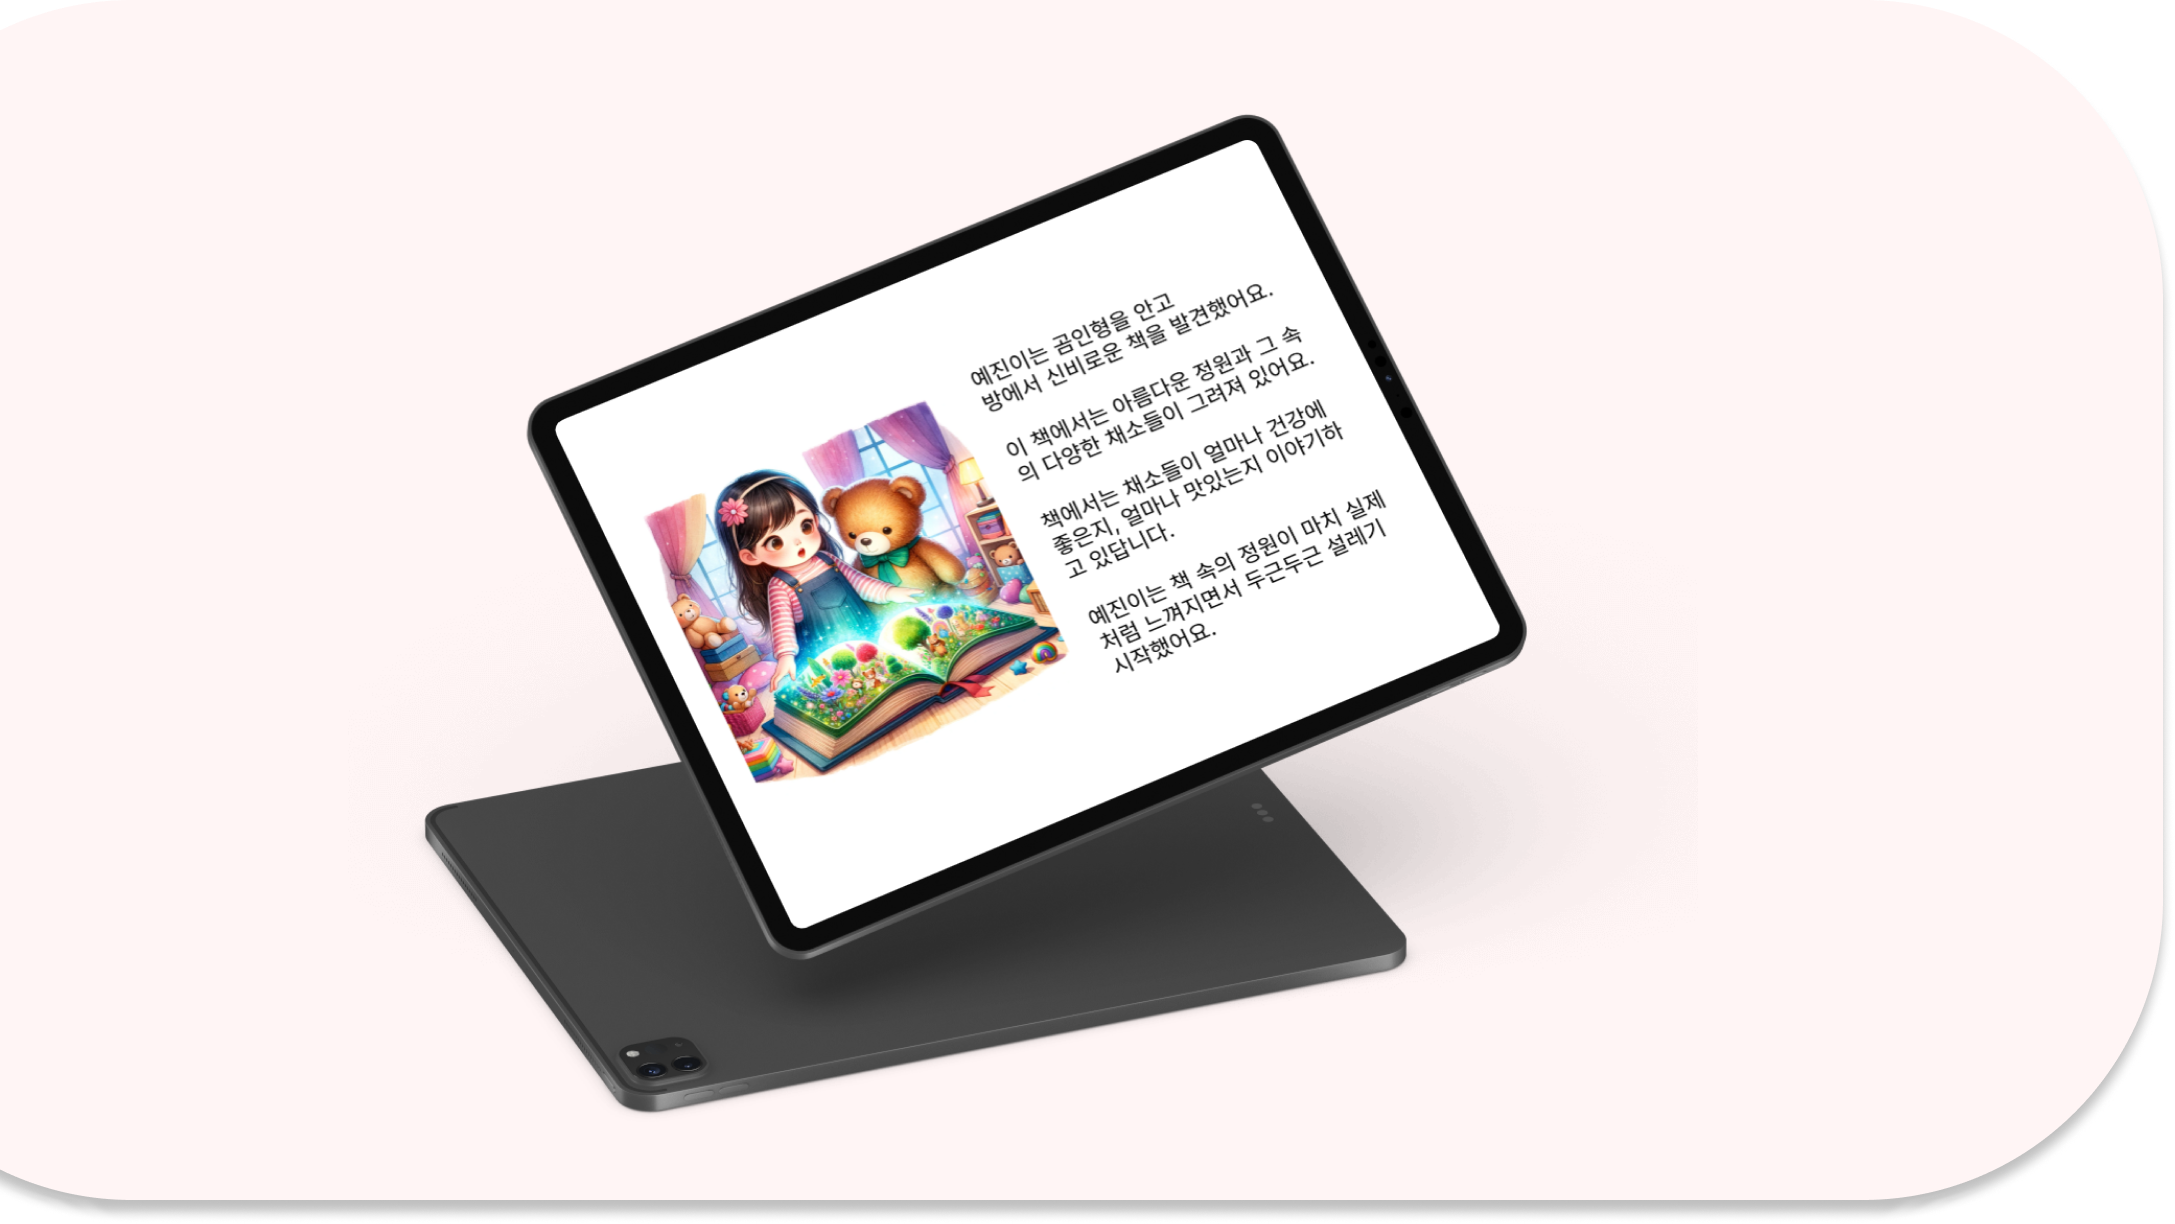 예진이는 곰인형을 안고
방에서 신비로운 책을 발견했어요.
이 책에서는 아름다운 정원과 그 속
의 다양한 채소들이 그려져 있어요.
책에서는 채소들이 얼마나 건강에
좋은지, 얼마나 맛있는지 이야기하
고 있답니다.
예진이는 책 속의 정원이 마치 실제
처럼 느껴지면서 두근두근 설레기
시작했어요.